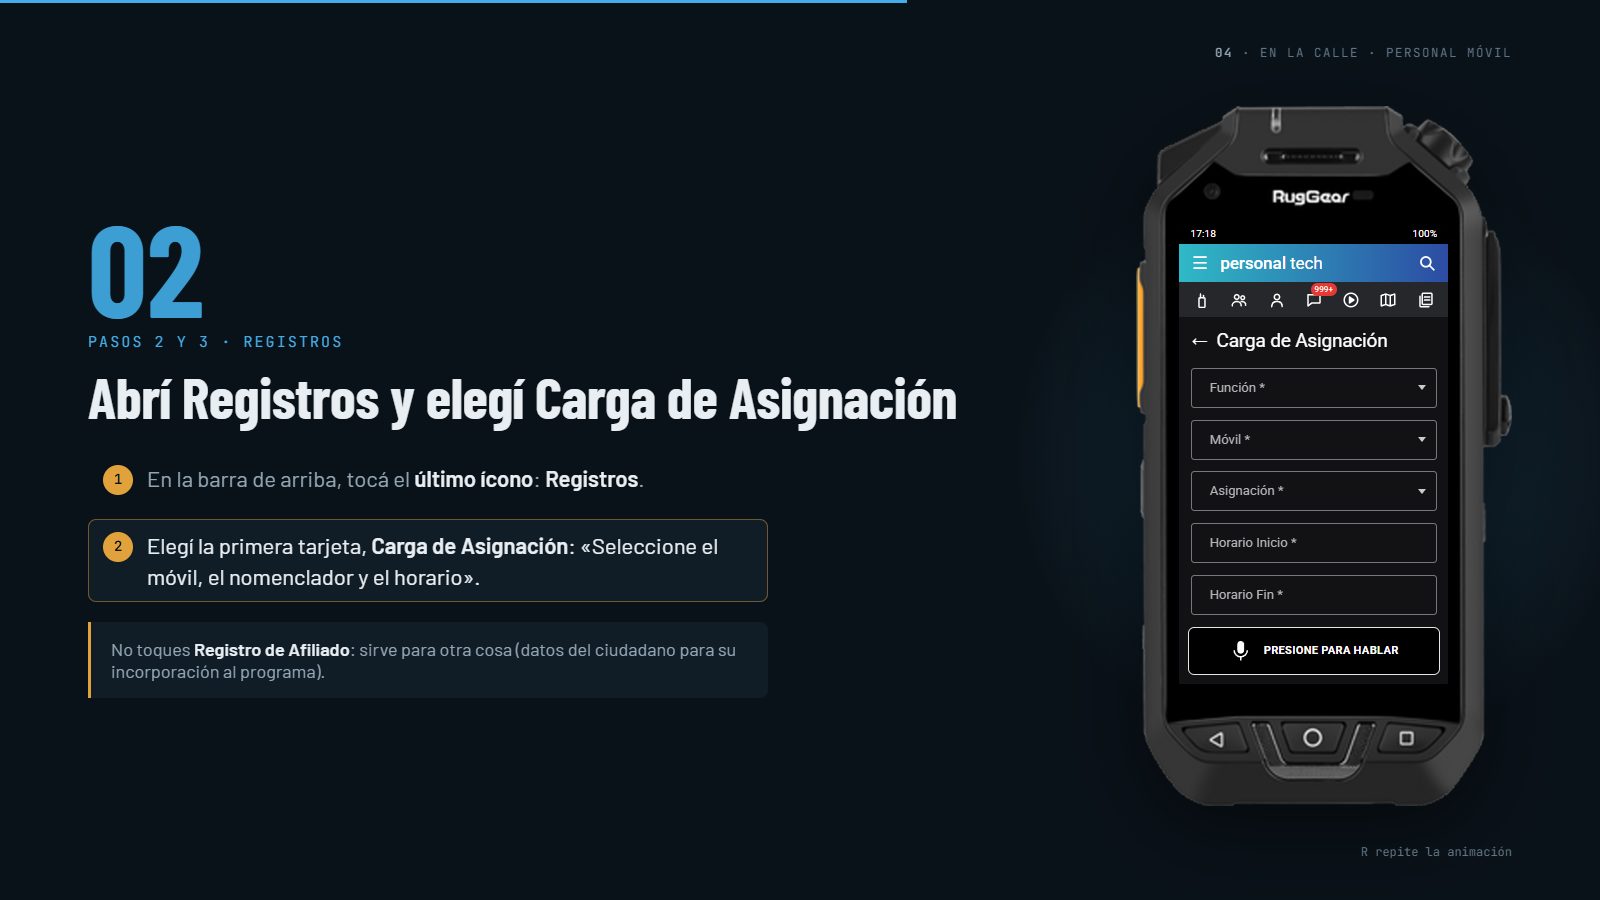 04 · EN LA CALLE · PERSONAL MÓVIL
02
PASOS 2 Y 3 · REGISTROS
Abrí Registros y elegí Carga de Asignación
1 En la barra de arriba, tocá el último ícono: Registros.
2 Elegí la primera tarjeta, Carga de Asignación: «Seleccione el
móvil, el nomenclador y el horario».
No toques Registro de Afiliado: sirve para otra cosa (datos del ciudadano para su
incorporación al programa).
RugGear
17:18 100%
personal tech
999+
← Carga de Asignación
Función *
Móvil *
Asignación *
Horario Inicio *
Horario Fin *
PRESIONE PARA HABLAR
R repite la animación